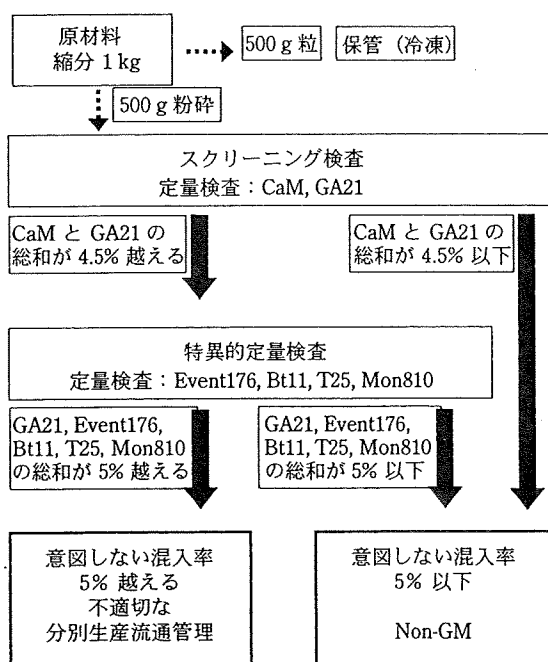 原材料
縮分 1 kg
500 g 粒
保管（冷凍）
500 g 粉砕
スクリーニング検査
定量検査：CaM, GA21
CaM と GA21 の
総和が 4.5% 越える
CaM と GA21 の
総和が 4.5% 以下
特異的定量検査
定量検査：Event176, Bt11, T25, Mon810
GA21, Event176,
Bt11, T25, Mon810
の総和が 5% 越える
GA21, Event176,
Bt11, T25, Mon810
の総和が 5% 以下
意図しない混入率
5% 越える
不適切な
分別生産流通管理
意図しない混入率
5% 以下
Non-GM